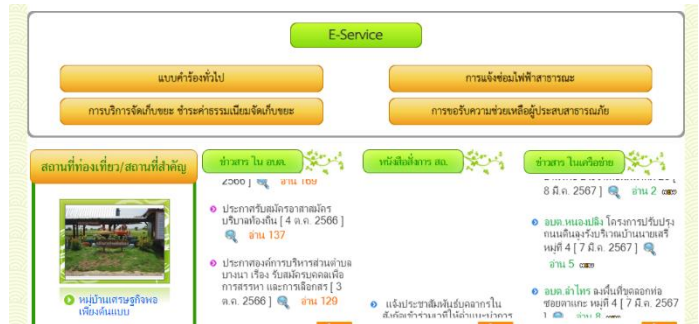 E-Service
แบบคำร้องทั่วไป
การแจ้งซ่อมไฟฟ้าสาธารณะ
การบริการจัดเก็บขยะ ชำระค่าธรรมเนียมจัดเก็บขยะ
การขอรับความช่วยเหลือผู้ประสบสาธารณภัย
สถานที่ท่องเที่ยว/สถานที่สำคัญ
หมู่บ้านเศรษฐกิจพอ
เพียงต้นแบบ
ข่าวสาร ใน อบต.
2566 ] อ่าน 169
ประกาศรับสมัครอาสาสมัคร
บริบาลท้องถิ่น [ 4 ต.ค. 2566 ]
อ่าน 137
ประกาศองค์การบริหารส่วนตำบล
บางนา เรื่อง รับสมัครบุคคลเพื่อ
การสรรหา และการเลือกสร [ 3
ต.ค. 2566 ] อ่าน 129
หนังสือสั่งการ สถ.
แจ้งประชาสัมพันธ์บุคลากรใน
สังกัดเข้าร่วม
ข่าวสาร ในเครือข่าย
8 มี.ค. 2567 ] อ่าน 2
อบต.หนองปลิง โครงการปรับปรุง
ถนนดินลูกรังบริเวณบ้านนายเสรี
หมู่ที่ 4 [ 7 มี.ค. 2567 ]
อ่าน 5
อบต.ลำไทร ลงพื้นที่ขุดลอกท่อ
ซอยตาแกะ หมู่ที่ 4 [ 7 มี.ค. 2567
] อ่าน 8